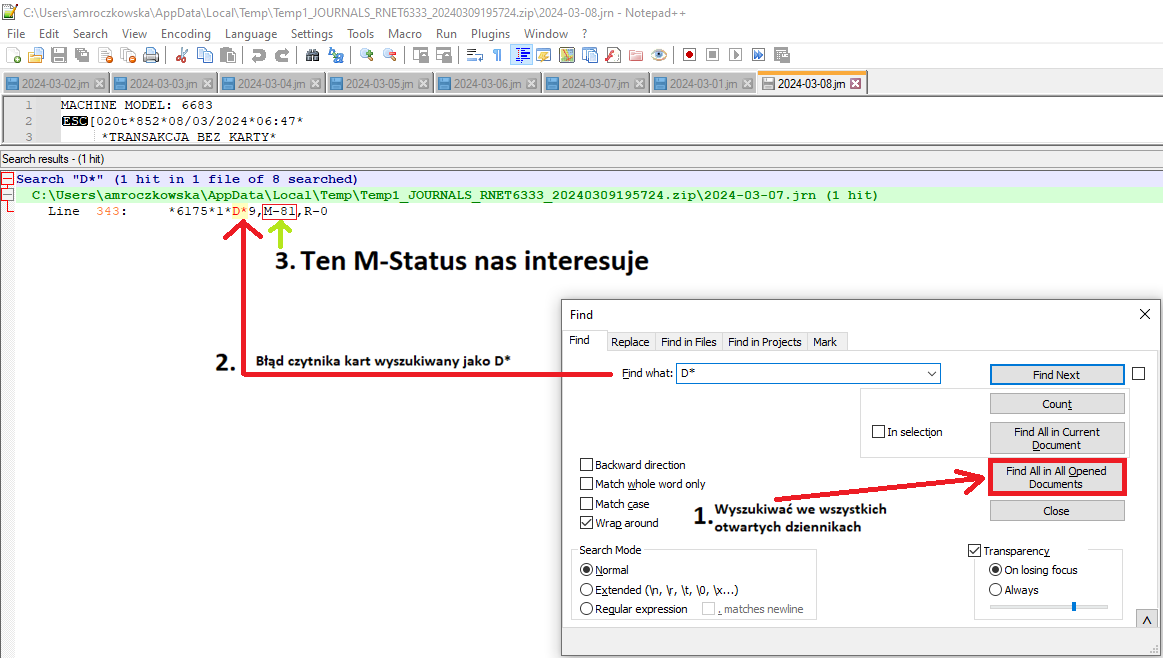 C:\Users\amroczkowska\AppData\Local\Temp\Temp1_JOURNALS_RNET6333_20240309195724.zip\2024-03-08.jrn - Notepad++
File Edit Search View Encoding Language Settings Tools Macro Run Plugins Window ?
2024-03-02.jrn 2024-03-03.jrn 2024-03-04.jrn 2024-03-05.jrn 2024-03-06.jrn 2024-03-07.jrn 2024-03-01.jrn 2024-03-08.jrn
1 MACHINE MODEL: 6683
2 ESC[020t*852*08/03/2024*06:47*
3 *TRANSAKCJA BEZ KARTY*
Search results - (1 hit)
Search "D*" (1 hit in 1 file of 8 searched)
C:\Users\amroczkowska\AppData\Local\Temp\Temp1_JOURNALS_RNET6333_20240309195724.zip\2024-03-07.jrn (1 hit)
Line 343: *6175*1*D*9,M-81,R-0
3. Ten M-Status nas interesuje
2. Błąd czytnika kart wyszukiwany jako D*
Find
Find Replace Find in Files Find in Projects Mark
Find what: D*
Find Next
Count
In selection
Find All in Current
Document
Find All in All Opened
Documents
Close
Backward direction
Match whole word only
Match case
Wrap around
1. Wyszukiwać we wszystkich
otwartych dziennikach
Search Mode
Normal
Extended (\n, \r, \t, \0, \x...)
Regular expression
. matches newline
Transparency
On losing focus
Always